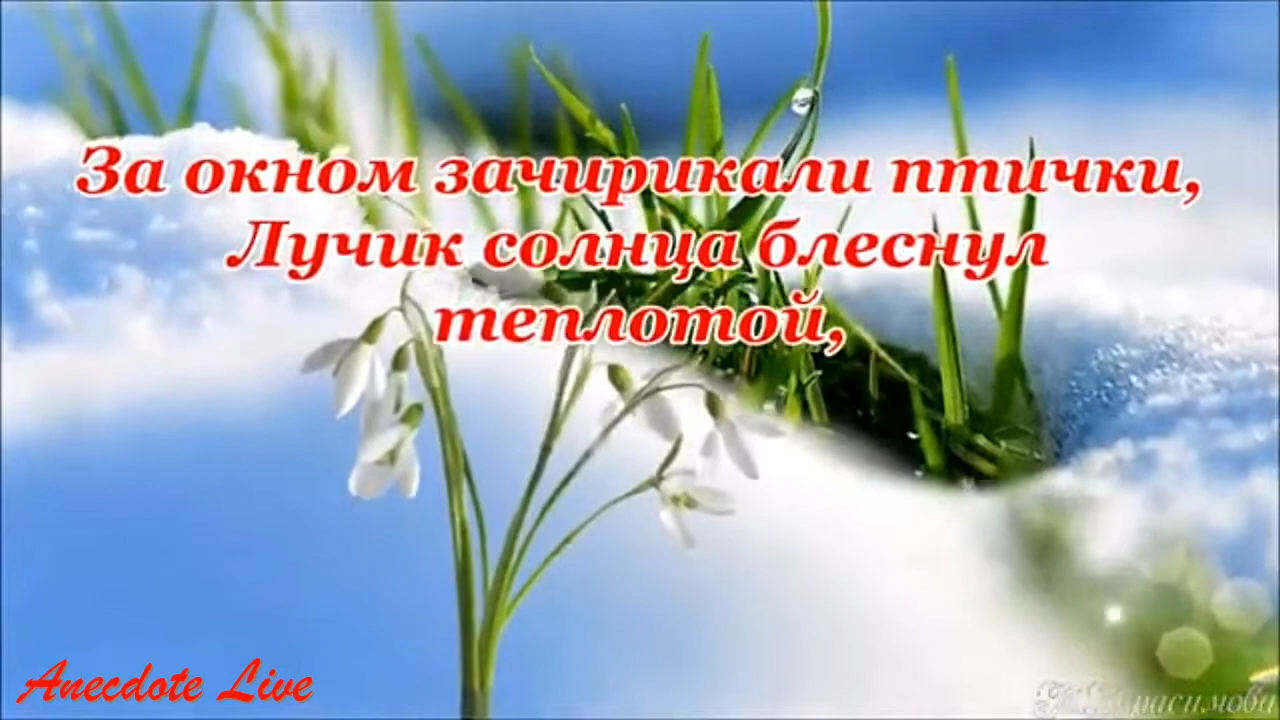 За окном зачирикали птички,
Лучик солнца блеснул
теплотой,
Anecdote Live